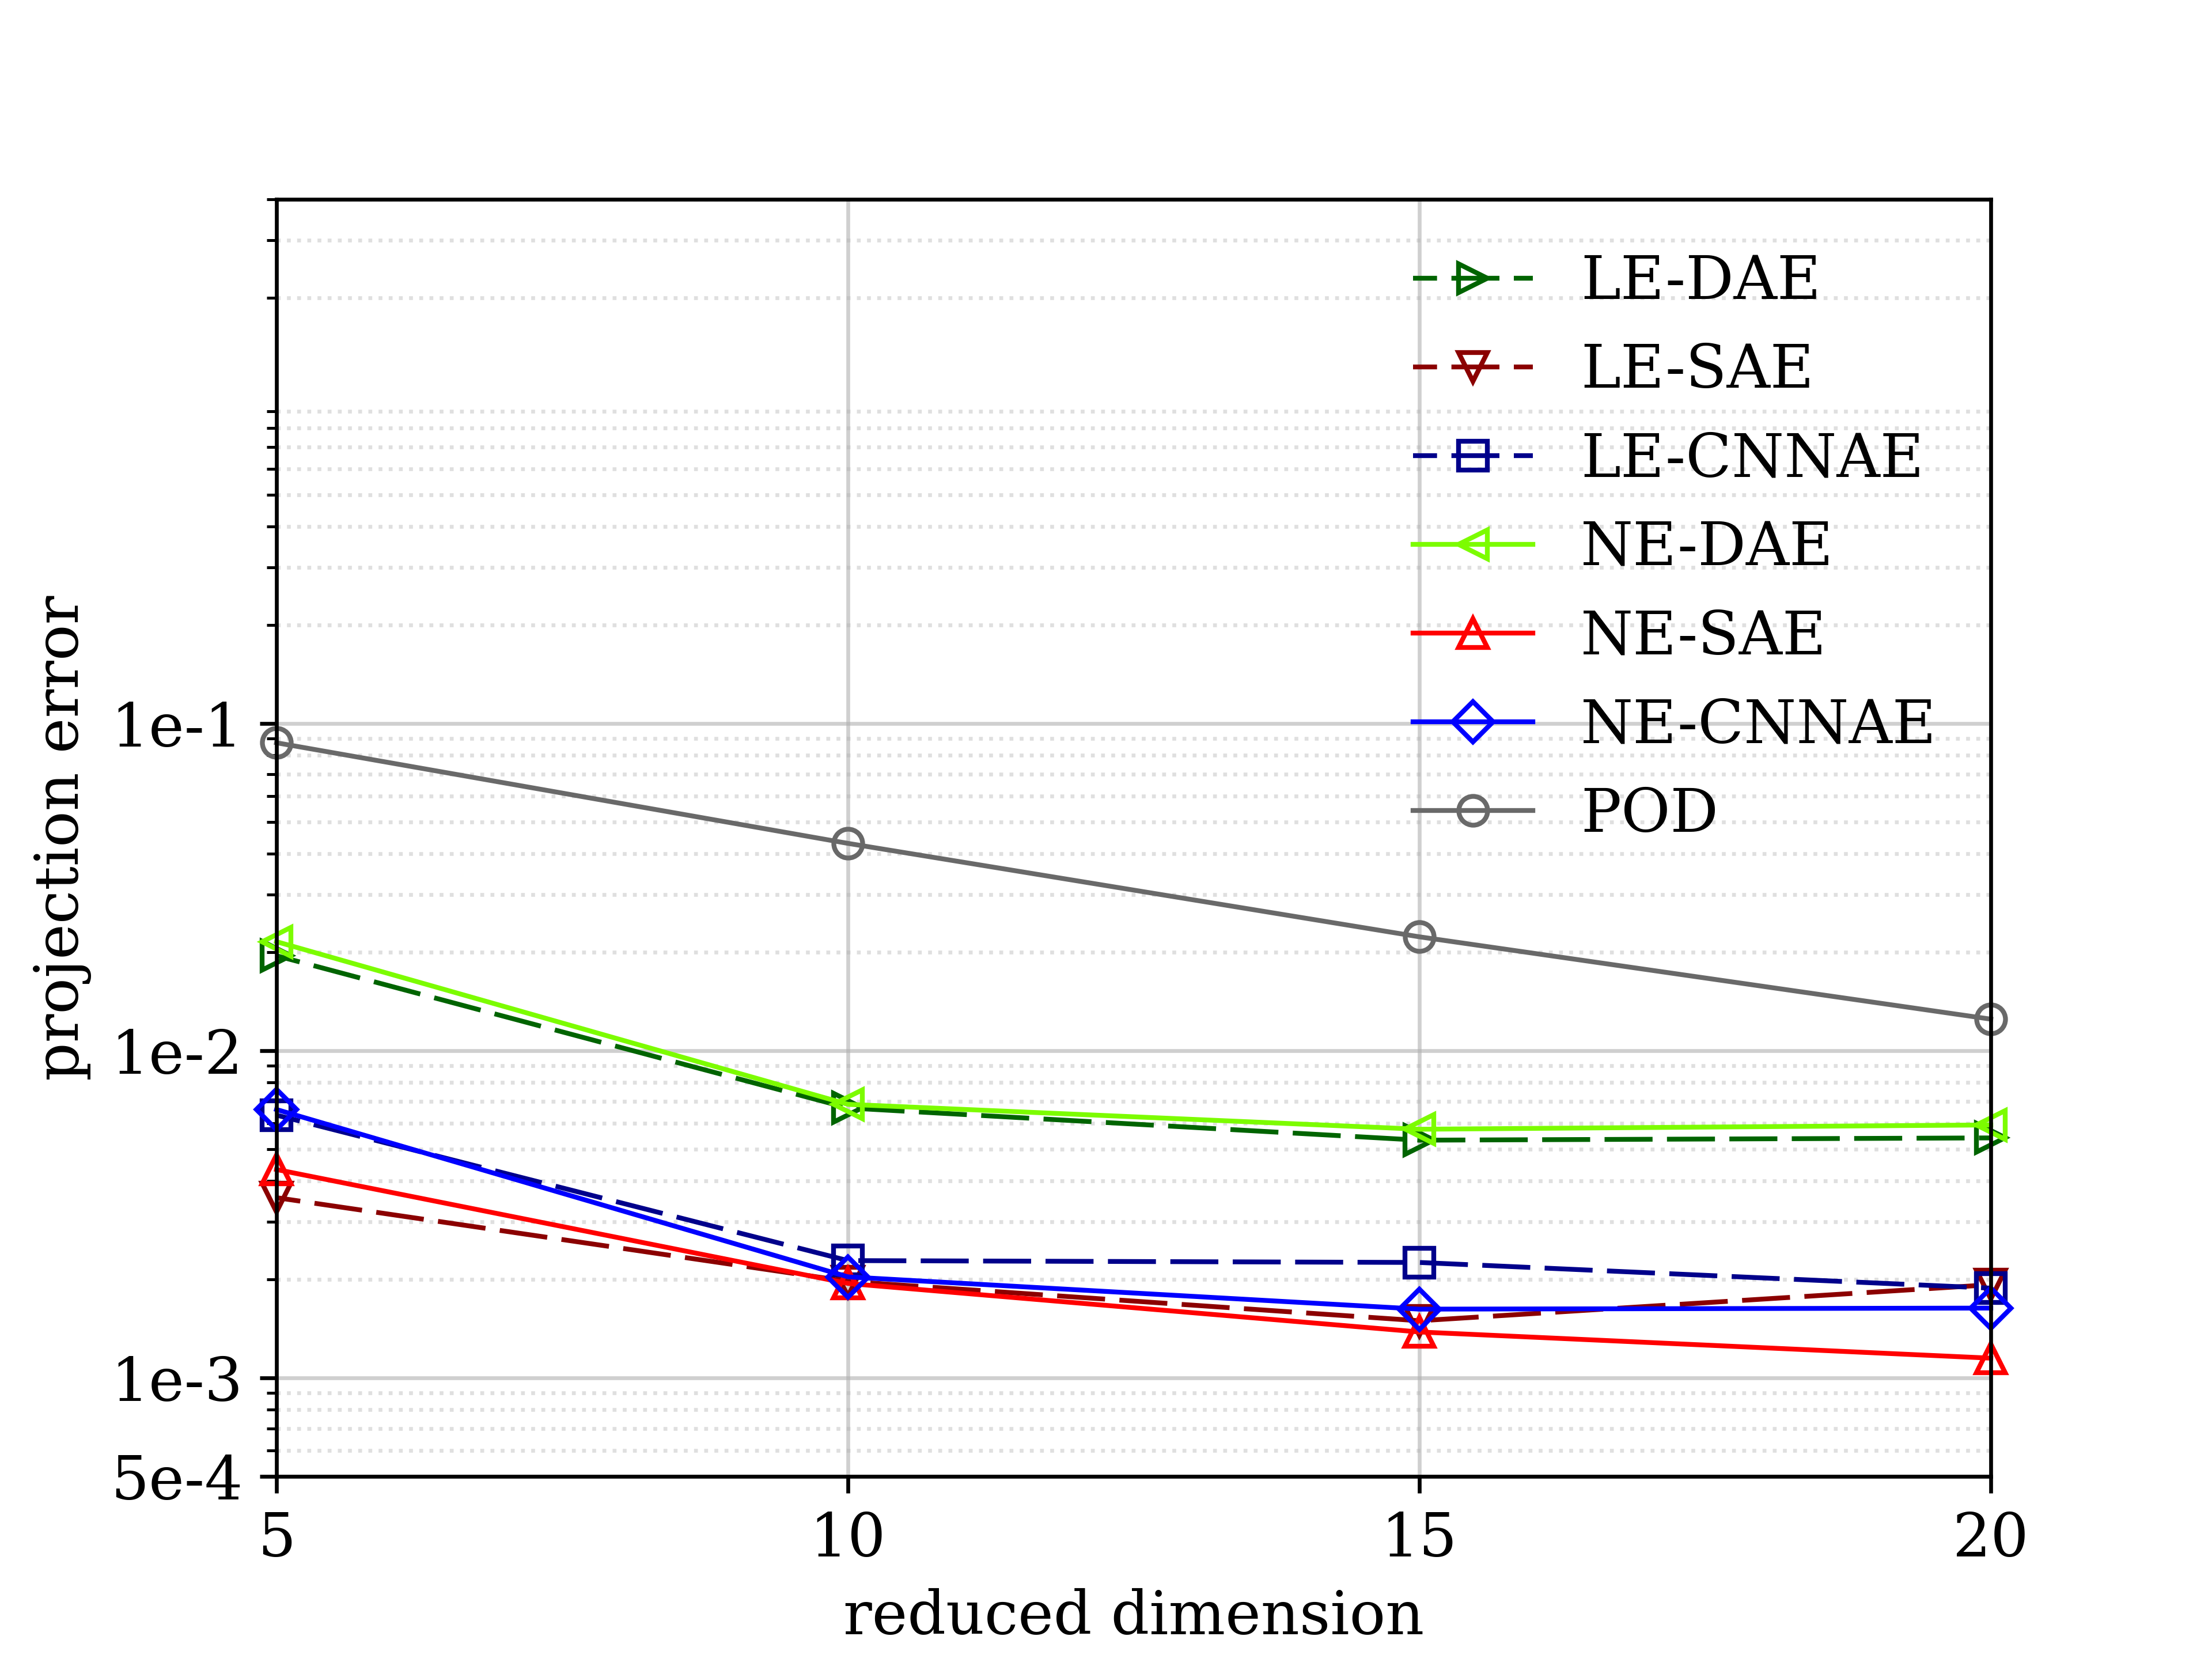 LE-DAE
LE-SAE
LE-CNNAE
NE-DAE
NE-SAE
NE-CNNAE
POD
projection error
1e-1
1e-2
1e-3
5e-4
5 10 15 20
reduced dimension